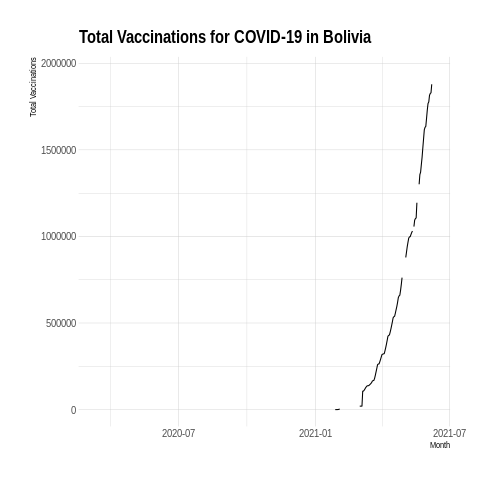 Total Vaccinations for COVID-19 in Bolivia
Total Vaccinations
2000000
1500000
1000000
500000
0
2020-07
2021-01
2021-07
Month